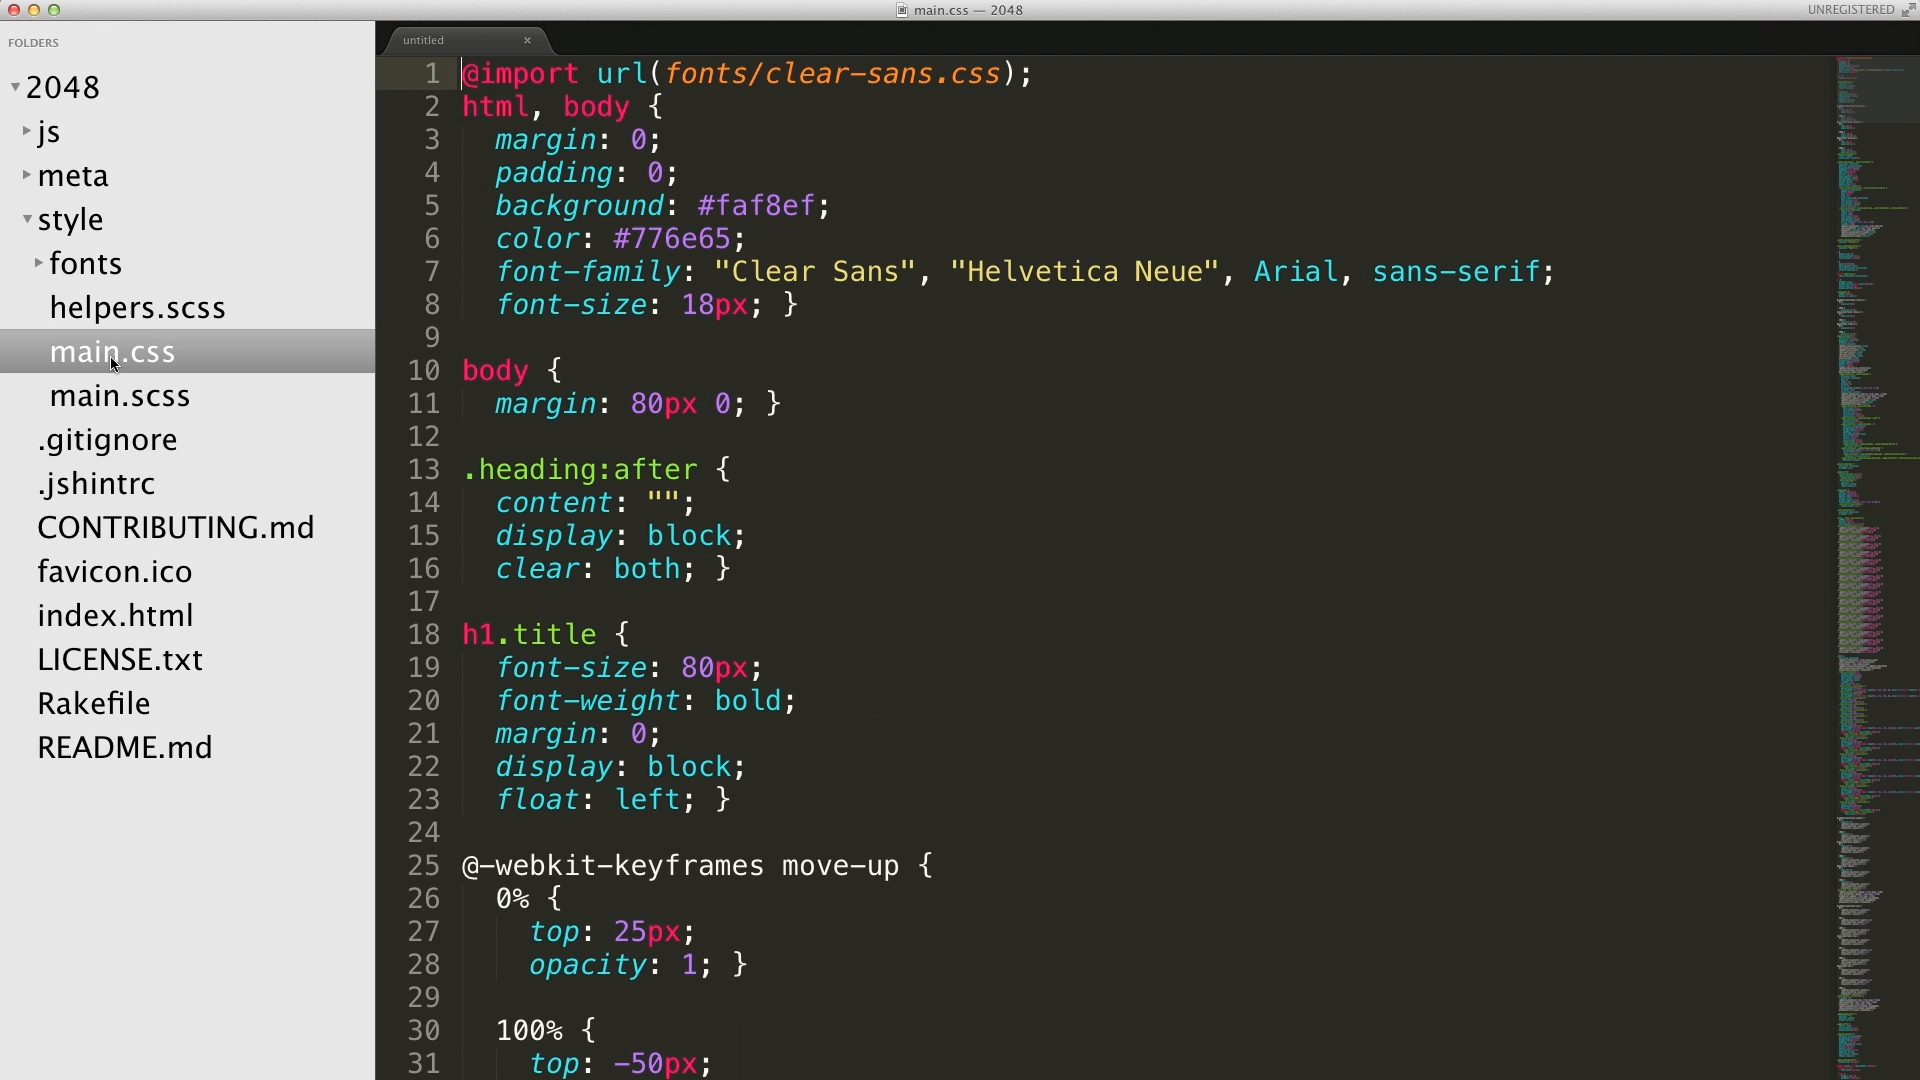 main.css — 2048
UNREGISTERED
FOLDERS
2048
js
meta
style
fonts
helpers.scss
main.css
main.scss
.gitignore
.jshintrc
CONTRIBUTING.md
favicon.ico
index.html
LICENSE.txt
Rakefile
README.md
untitled ×
1 @import url(fonts/clear-sans.css);
2 html, body {
3   margin: 0;
4   padding: 0;
5   background: #faf8ef;
6   color: #776e65;
7   font-family: "Clear Sans", "Helvetica Neue", Arial, sans-serif;
8   font-size: 18px; }
9
10 body {
11   margin: 80px 0; }
12
13 .heading:after {
14   content: "";
15   display: block;
16   clear: both; }
17
18 h1.title {
19   font-size: 80px;
20   font-weight: bold;
21   margin: 0;
22   display: block;
23   float: left; }
24
25 @-webkit-keyframes move-up {
26   0% {
27     top: 25px;
28     opacity: 1; }
29
30   100% {
31     top: -50px;